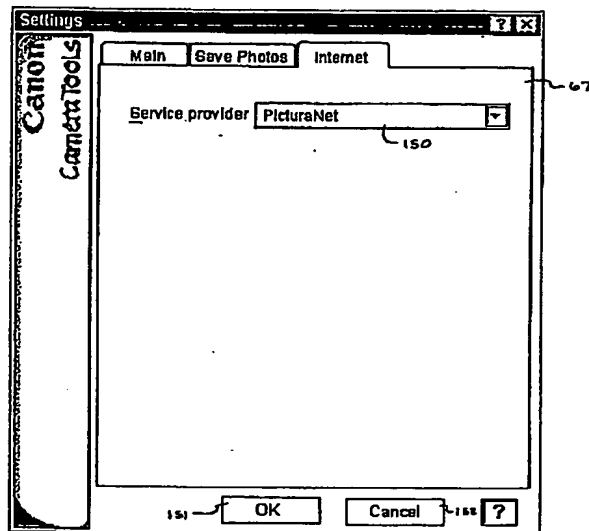 Settings ? X
Canon
CameraTools
Main Save Photos Internet
67
Service provider PicturaNet
150
151 OK Cancel 152 ?